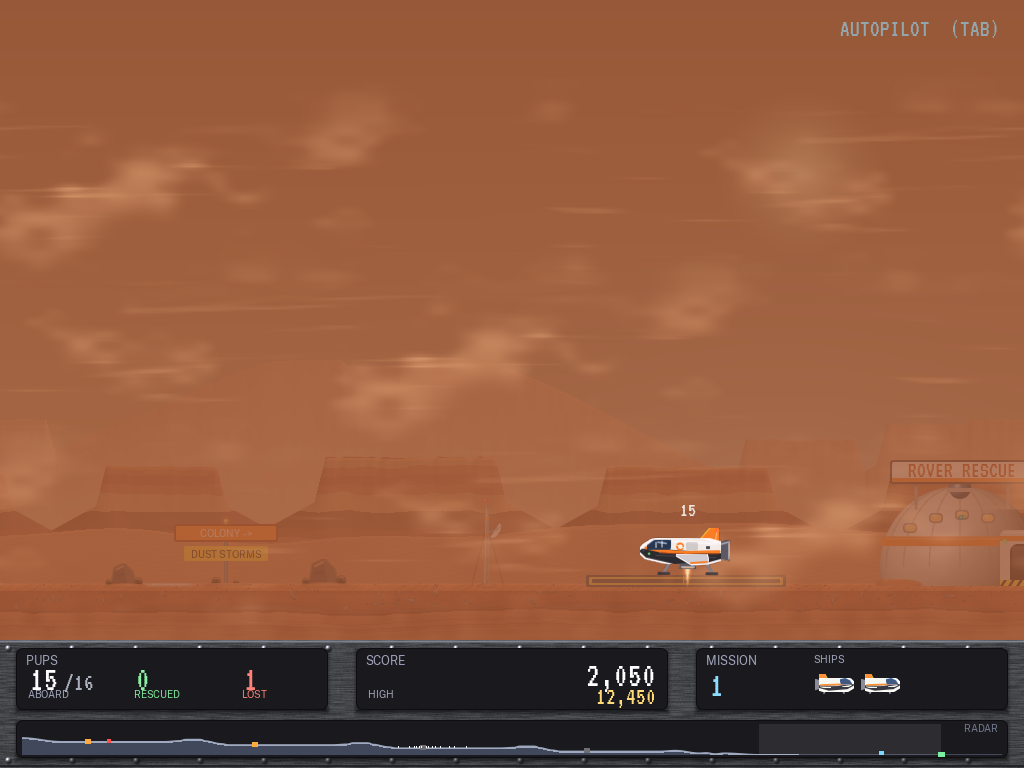 AUTOPILOT (TAB)
ROVER RESCUE
15
COLONY ->
DUST STORMS
PUPS
15 /16
ABOARD
0
RESCUED
1
LOST
SCORE
2,050
HIGH
12,450
MISSION
1
SHIPS
RADAR